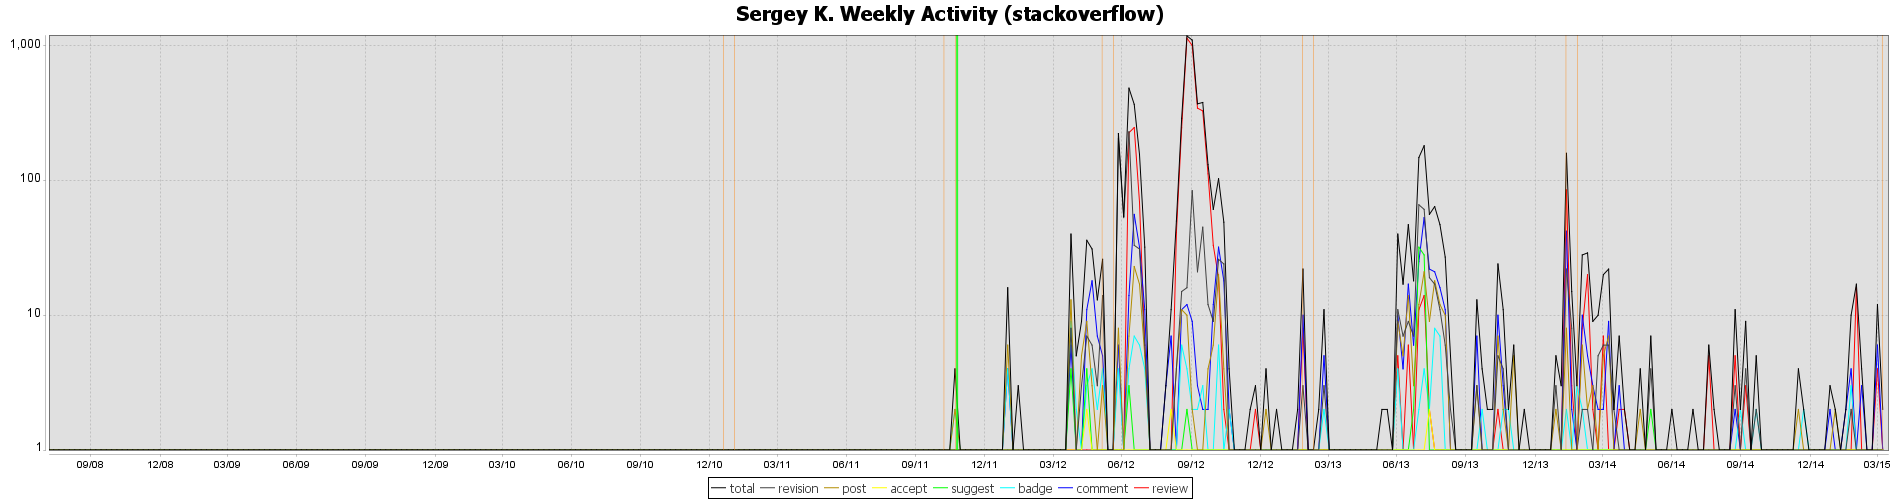 Sergey K. Weekly Activity (stackoverflow)
1,000
100
10
1
09/08 12/08 03/09 06/09 09/09 12/09 03/10 06/10 09/10 12/10 03/11 06/11 09/11 12/11 03/12 06/12 09/12 12/12 03/13 06/13 09/13 12/13 03/14 06/14 09/14 12/14 03/15
total revision post accept suggest badge comment review